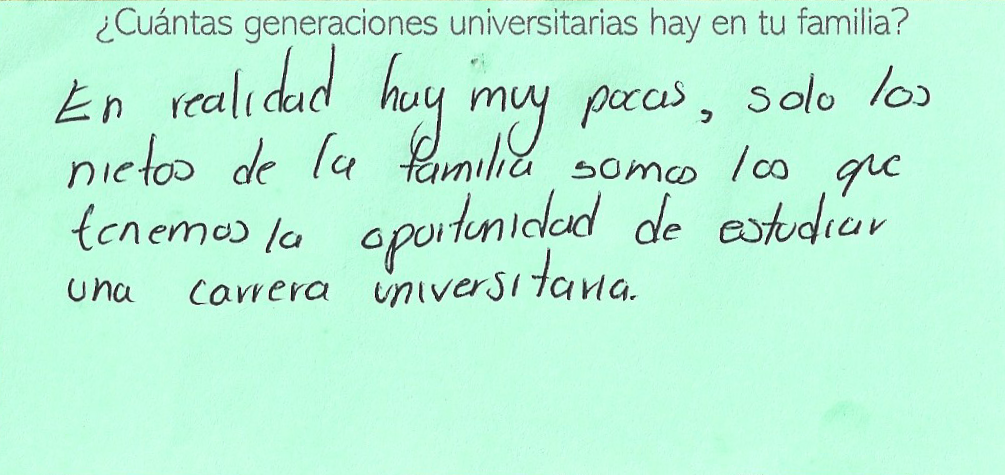 ¿Cuántas generaciones universitarias hay en tu familia?
En realidad hay muy pocas, solo los
nietos de la familia somos los que
tenemos la oportunidad de estudiar
una carrera universitaria.